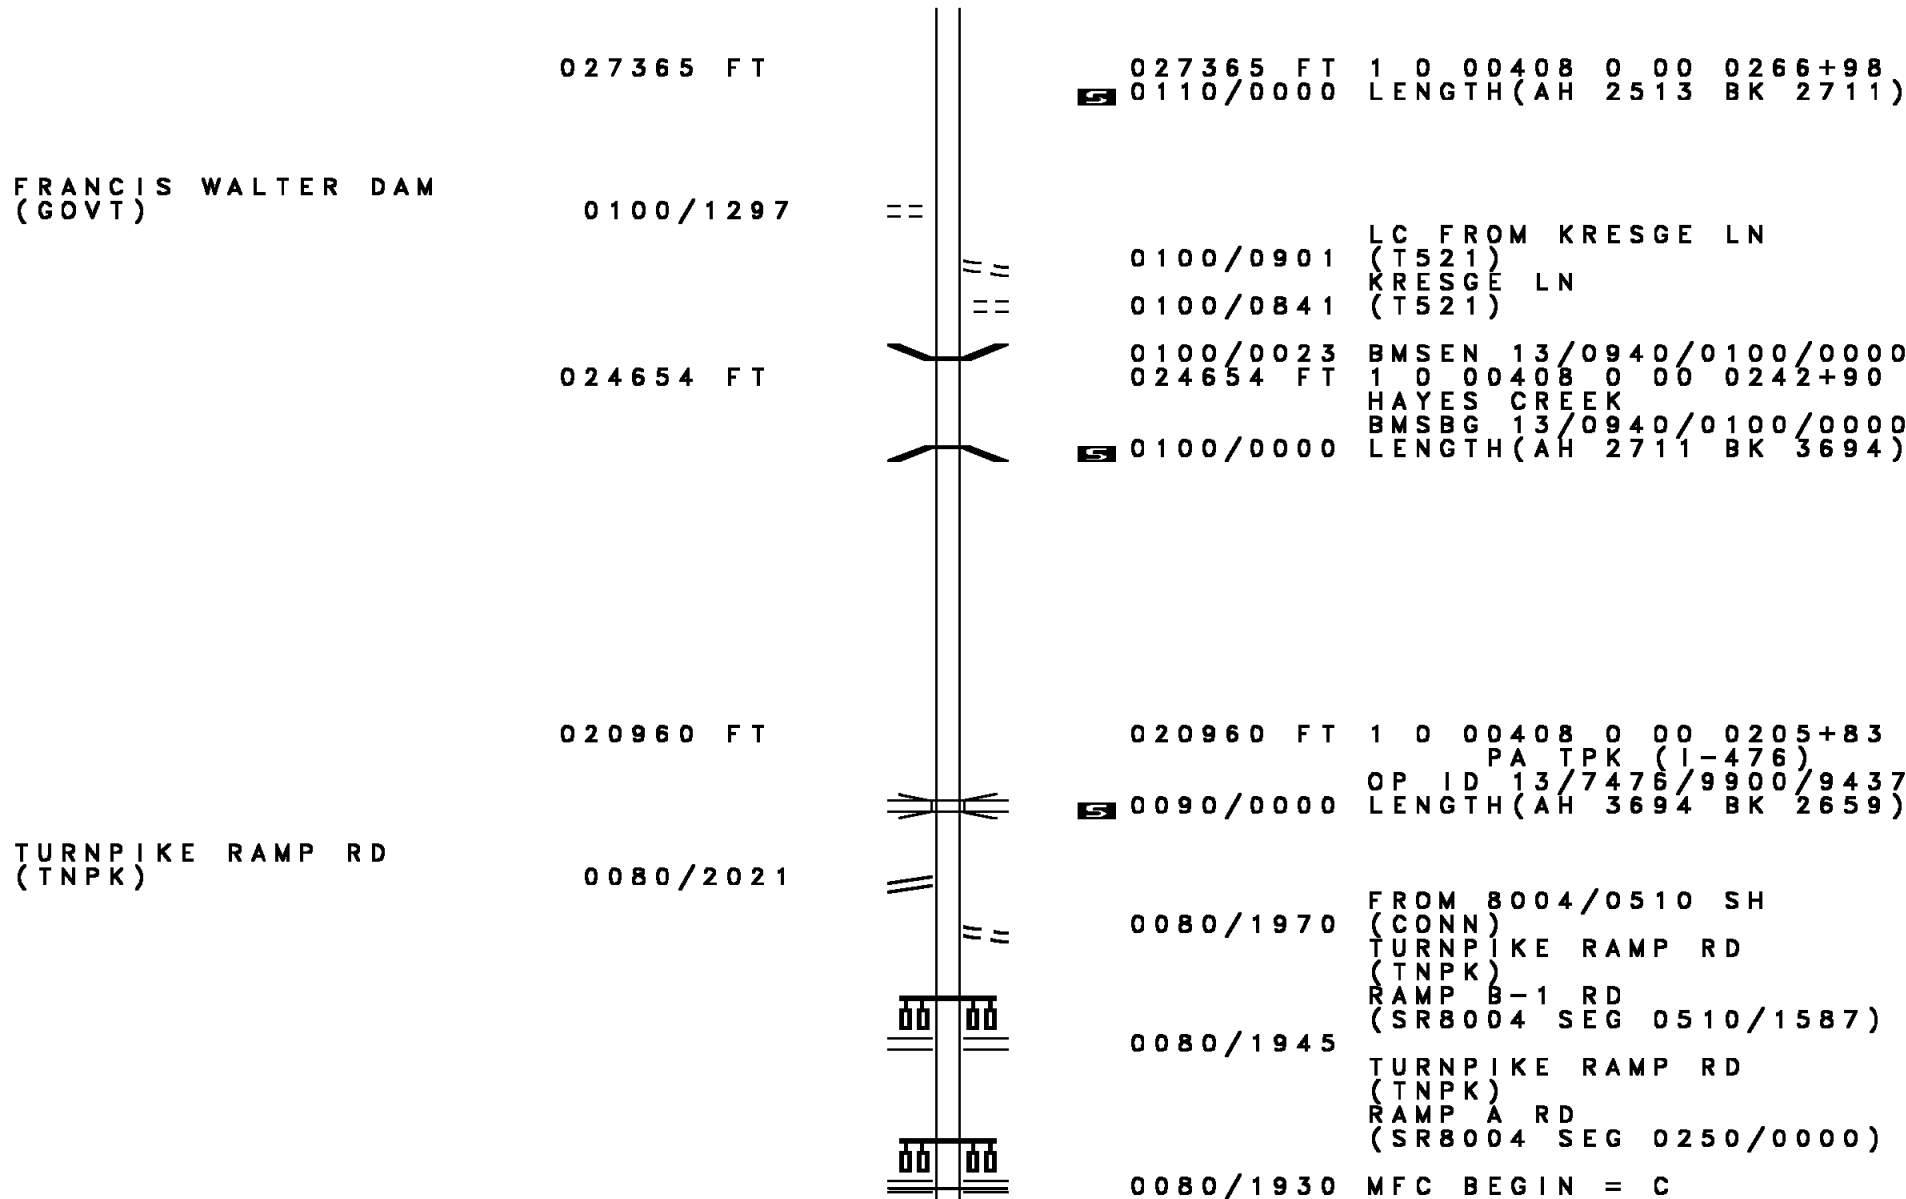 027365 FT 027365 FT 1 0 00408 0 00 0266+98
S 0110/0000 LENGTH(AH 2513 BK 2711)
FRANCIS WALTER DAM
(GOVT) 0100/1297
LC FROM KRESGE LN
0100/0901 (T521)
KRESGE LN
0100/0841 (T521)
0100/0023 BMSEN 13/0940/0100/0000
024654 FT 024654 FT 1 0 00408 0 00 0242+90
HAYES CREEK
BMSBG 13/0940/0100/0000
S 0100/0000 LENGTH(AH 2711 BK 3694)
020960 FT 020960 FT 1 0 00408 0 00 0205+83
PA TPK (I-476)
OP ID 13/7476/9900/9437
S 0090/0000 LENGTH(AH 3694 BK 2659)
TURNPIKE RAMP RD
(TNPK) 0080/2021
FROM 8004/0510 SH
0080/1970 (CONN)
TURNPIKE RAMP RD
(TNPK)
RAMP B-1 RD
(SR8004 SEG 0510/1587)
0080/1945
TURNPIKE RAMP RD
(TNPK)
RAMP A RD
(SR8004 SEG 0250/0000)
0080/1930 MFC BEGIN = C